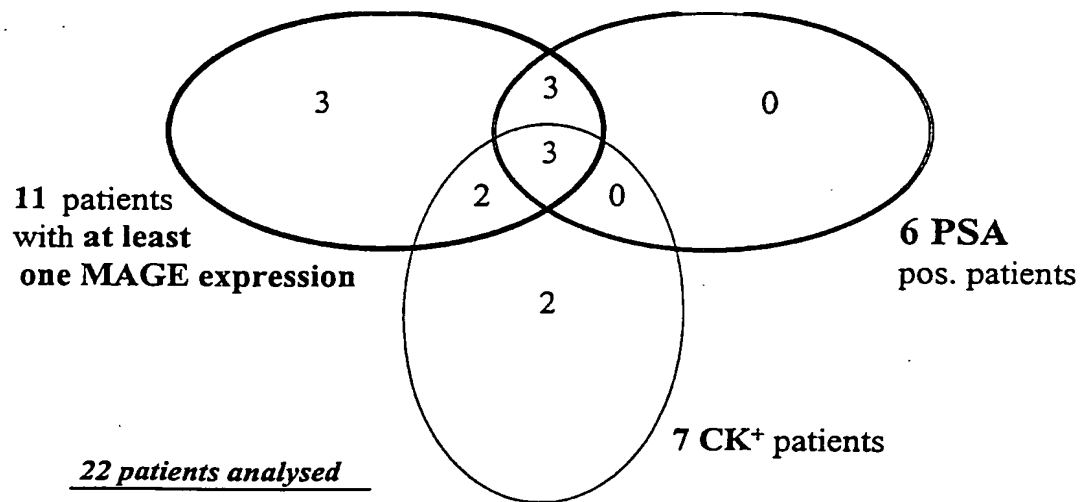 3
3
0
3
2
0
11 patients
with at least
one MAGE expression
6 PSA
pos. patients
2
7 CK⁺ patients
22 patients analysed